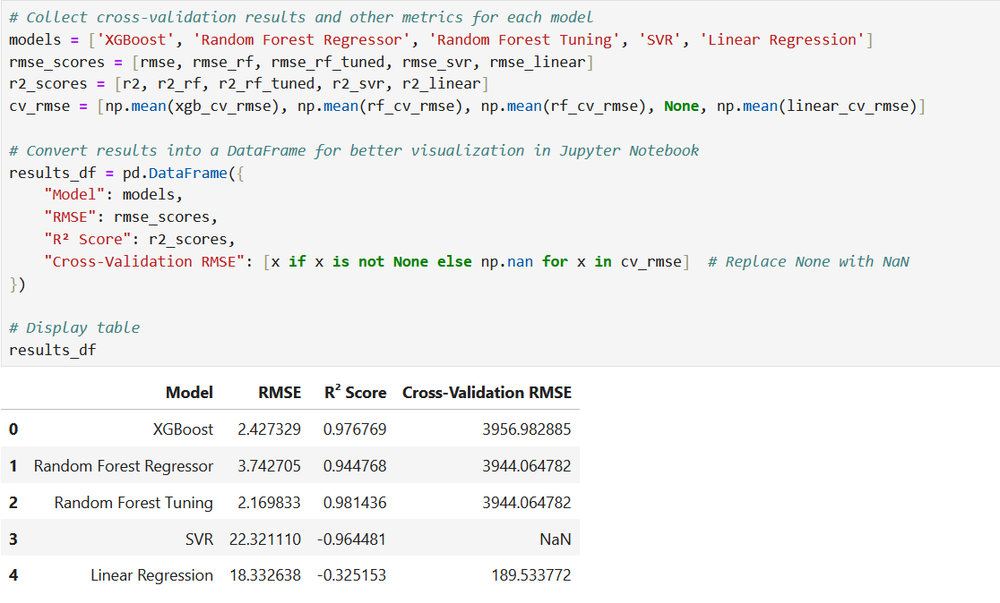 # Collect cross-validation results and other metrics for each model
models = ['XGBoost', 'Random Forest Regressor', 'Random Forest Tuning', 'SVR', 'Linear Regression']
rmse_scores = [rmse, rmse_rf, rmse_rf_tuned, rmse_svr, rmse_linear]
r2_scores = [r2, r2_rf, r2_rf_tuned, r2_svr, r2_linear]
cv_rmse = [np.mean(xgb_cv_rmse), np.mean(rf_cv_rmse), np.mean(rf_cv_rmse), None, np.mean(linear_cv_rmse)]

# Convert results into a DataFrame for better visualization in Jupyter Notebook
results_df = pd.DataFrame({
    "Model": models,
    "RMSE": rmse_scores,
    "R² Score": r2_scores,
    "Cross-Validation RMSE": [x if x is not None else np.nan for x in cv_rmse]  # Replace None with NaN
})

# Display table
results_df
Model RMSE R² Score Cross-Validation RMSE
0 XGBoost 2.427329 0.976769 3956.982885
1 Random Forest Regressor 3.742705 0.944768 3944.064782
2 Random Forest Tuning 2.169833 0.981436 3944.064782
3 SVR 22.321110 -0.964481 NaN
4 Linear Regression 18.332638 -0.325153 189.533772